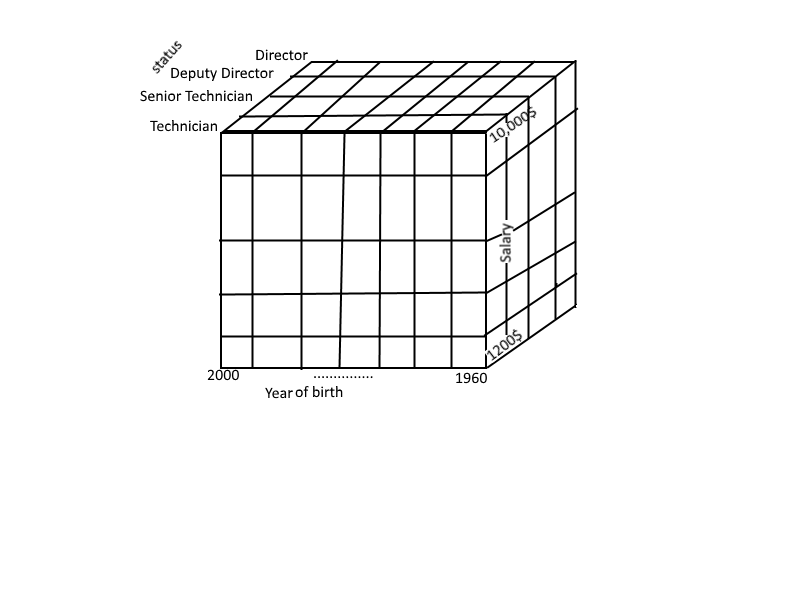 status
Director
Deputy Director
Senior Technician
Technician
10,000$
Salary
1200$
2000
...............
1960
Year of birth